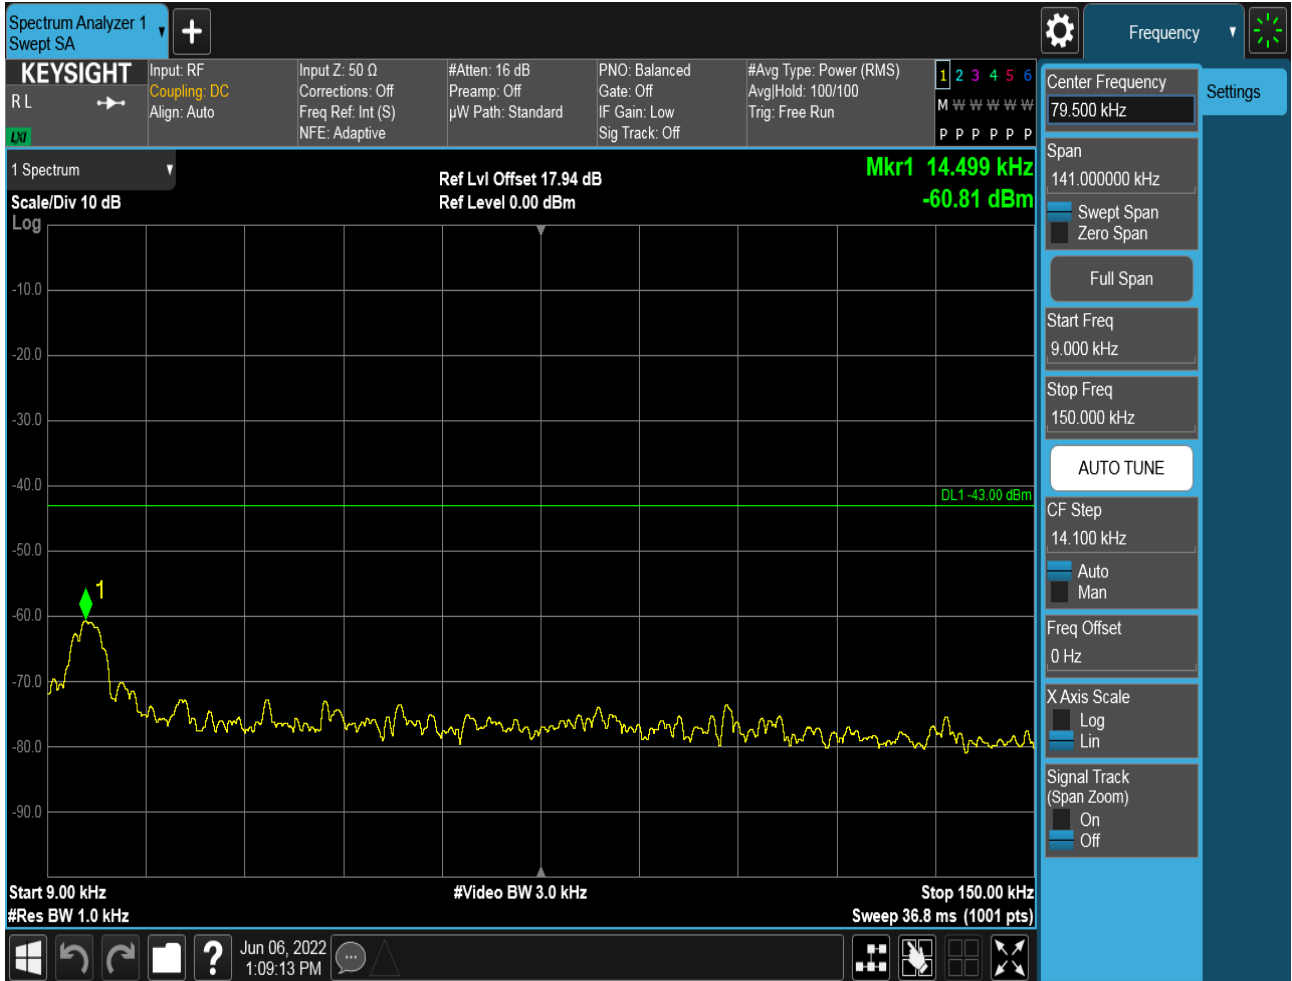 Spectrum Analyzer 1
Swept SA
Frequency
KEYSIGHT
R L
LXI
Input: RF
Coupling: DC
Align: Auto
Input Z: 50 Ω
Corrections: Off
Freq Ref: Int (S)
NFE: Adaptive
#Atten: 16 dB
Preamp: Off
µW Path: Standard
PNO: Balanced
Gate: Off
IF Gain: Low
Sig Track: Off
#Avg Type: Power (RMS)
Avg|Hold: 100/100
Trig: Free Run
1 2 3 4 5 6
M W W W W W
P P P P P P
1 Spectrum
Scale/Div 10 dB
Log
Ref Lvl Offset 17.94 dB
Ref Level 0.00 dBm
Mkr1 14.499 kHz
-60.81 dBm
-10.0
-20.0
-30.0
-40.0
DL1 -43.00 dBm
-50.0
1
-60.0
-70.0
-80.0
-90.0
Start 9.00 kHz
#Video BW 3.0 kHz
Stop 150.00 kHz
#Res BW 1.0 kHz
Sweep 36.8 ms (1001 pts)
?
Jun 06, 2022
1:09:13 PM
Center Frequency
79.500 kHz
Settings
Span
141.000000 kHz
Swept Span
Zero Span
Full Span
Start Freq
9.000 kHz
Stop Freq
150.000 kHz
AUTO TUNE
CF Step
14.100 kHz
Auto
Man
Freq Offset
0 Hz
X Axis Scale
Log
Lin
Signal Track
(Span Zoom)
On
Off